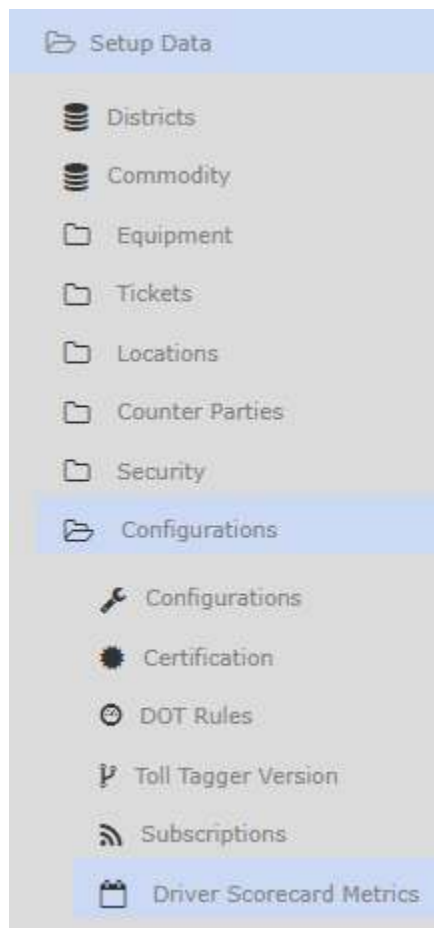 Setup Data
Districts
Commodity
Equipment
Tickets
Locations
Counter Parties
Security
Configurations
Configurations
Certification
DOT Rules
Toll Tagger Version
Subscriptions
Driver Scorecard Metrics